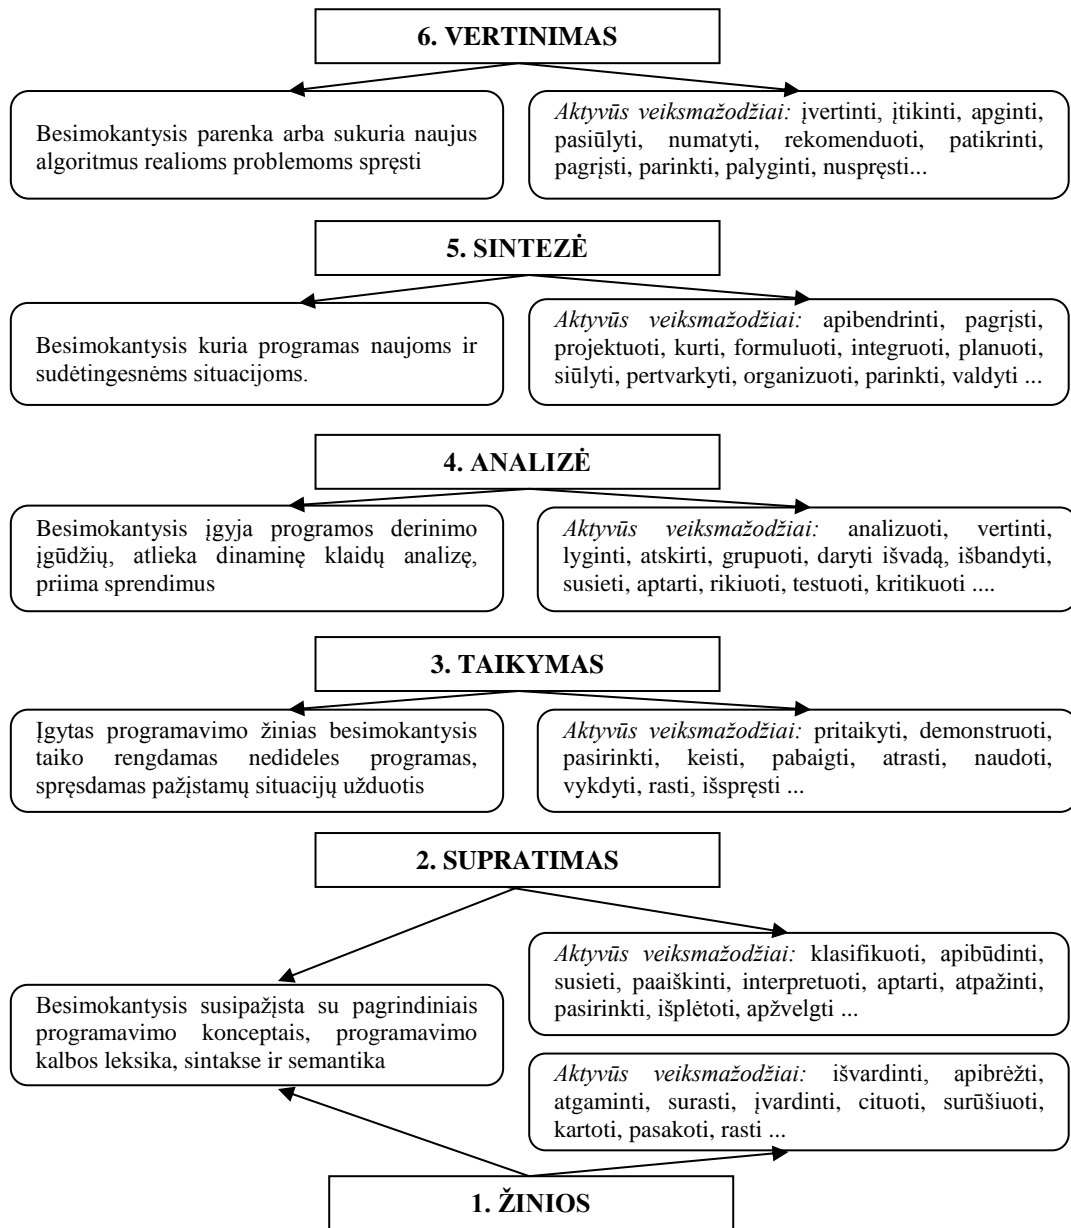 6. VERTINIMAS
Besimokantysis parenka arba sukuria naujus
algoritmus realioms problemoms spręsti
Aktyvūs veiksmažodžiai: įvertinti, įtikinti, apginti,
pasiūlyti, numatyti, rekomenduoti, patikrinti,
pagrįsti, parinkti, palyginti, nuspręsti...
5. SINTEZĖ
Besimokantysis kuria programas naujoms ir
sudėtingesnėms situacijoms.
Aktyvūs veiksmažodžiai: apibendrinti, pagrįsti,
projektuoti, kurti, formuluoti, integruoti, planuoti,
siūlyti, pertvarkyti, organizuoti, parinkti, valdyti ...
4. ANALIZĖ
Besimokantysis įgyja programos derinimo
įgūdžių, atlieka dinaminę klaidų analizę,
priima sprendimus
Aktyvūs veiksmažodžiai: analizuoti, vertinti,
lyginti, atskirti, grupuoti, daryti išvadą, išbandyti,
susieti, aptarti, rikiuoti, testuoti, kritikuoti ....
3. TAIKYMAS
Įgytas programavimo žinias besimokantysis
taiko rengdamas nedideles programas,
spręsdamas pažįstamų situacijų užduotis
Aktyvūs veiksmažodžiai: pritaikyti, demonstruoti,
pasirinkti, keisti, pabaigti, atrasti, naudoti,
vykdyti, rasti, išspręsti ...
2. SUPRATIMAS
Aktyvūs veiksmažodžiai: klasifikuoti, apibūdinti,
susieti, paaiškinti, interpretuoti, aptarti, atpažinti,
pasirinkti, išplėtoti, apžvelgti ...
Besimokantysis susipažįsta su pagrindiniais
programavimo konceptais, programavimo
kalbos leksika, sintakse ir semantika
Aktyvūs veiksmažodžiai: išvardinti, apibrėžti,
atgaminti, surasti, įvardinti, cituoti, surūšiuoti,
kartoti, pasakoti, rasti ...
1. ŽINIOS